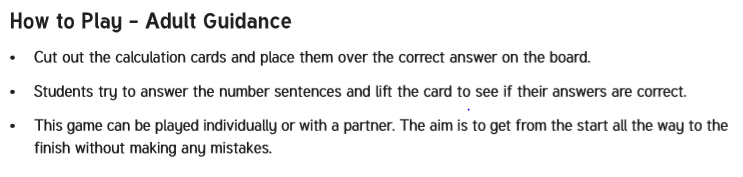 How to Play – Adult Guidance
• Cut out the calculation cards and place them over the correct answer on the board.
• Students try to answer the number sentences and lift the card to see if their answers are correct.
• This game can be played individually or with a partner. The aim is to get from the start all the way to the
finish without making any mistakes.